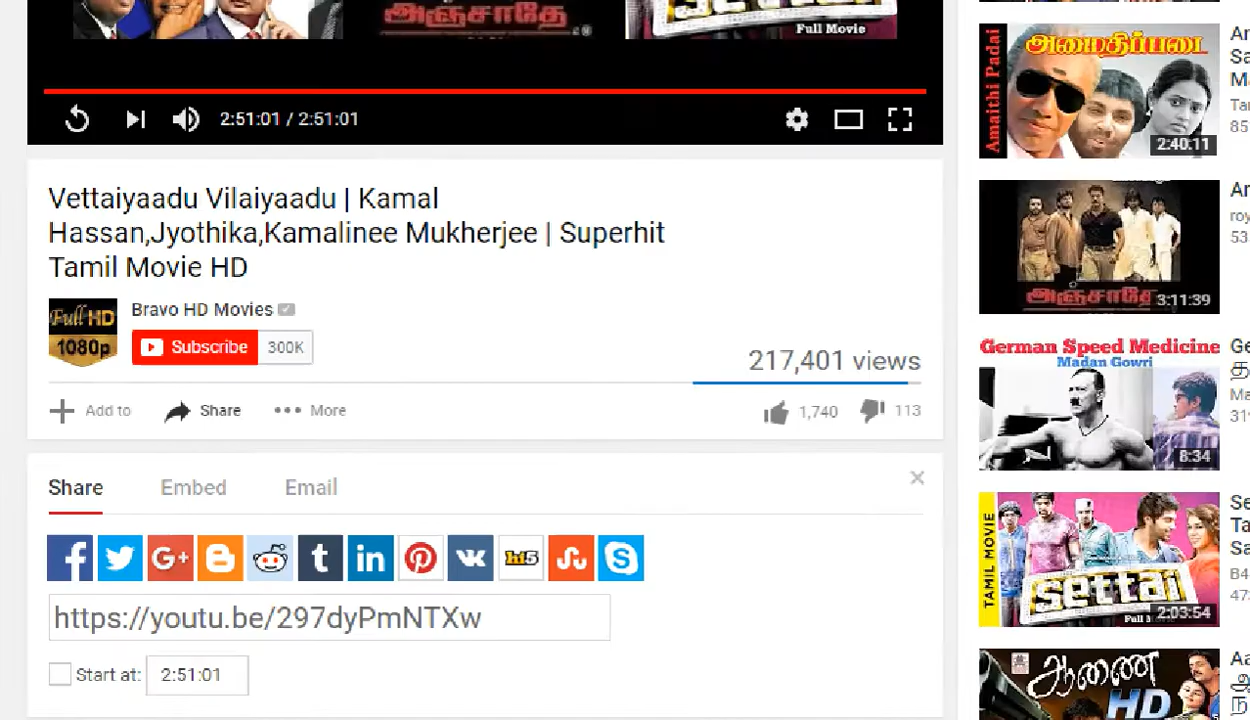 அஞ்சாதே
Full Movie
2:51:01 / 2:51:01
Vettaiyaadu Vilaiyaadu | Kamal
Hassan,Jyothika,Kamalinee Mukherjee | Superhit
Tamil Movie HD
Full HD
1080p
Bravo HD Movies
Subscribe 300K
217,401 views
Add to Share More 1,740 113
Share Embed Email
https://youtu.be/297dyPmNTXw
Start at: 2:51:01
Amaithi Padai
2:40:11
அஞ்சாதே
3:11:39
German Speed Medicine
Madan Gowri
8:34
TAMIL MOVIE
settai
2:03:54
ஆணை
HD